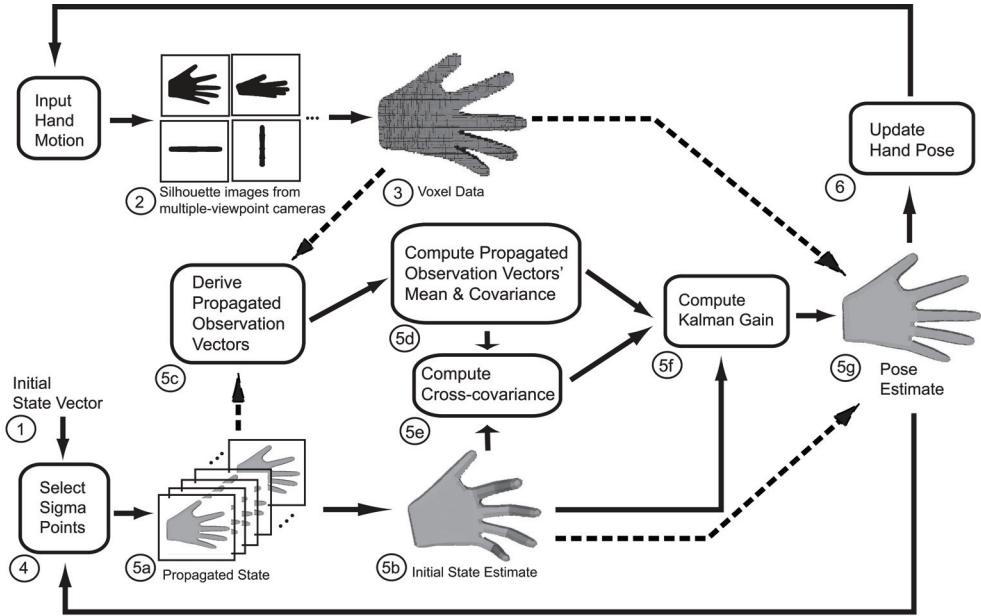 Input
Hand
Motion
...
2
Silhouette images from
multiple-viewpoint cameras
3
Voxel Data
Update
Hand Pose
6
Derive
Propagated
Observation
Vectors
5c
Compute Propagated
Observation Vectors'
Mean & Covariance
5d
Compute
Cross-covariance
5e
Compute
Kalman Gain
5f
5g
Pose
Estimate
Initial
State Vector
1
Select
Sigma
Points
4
5a
Propagated State
5b
Initial State Estimate